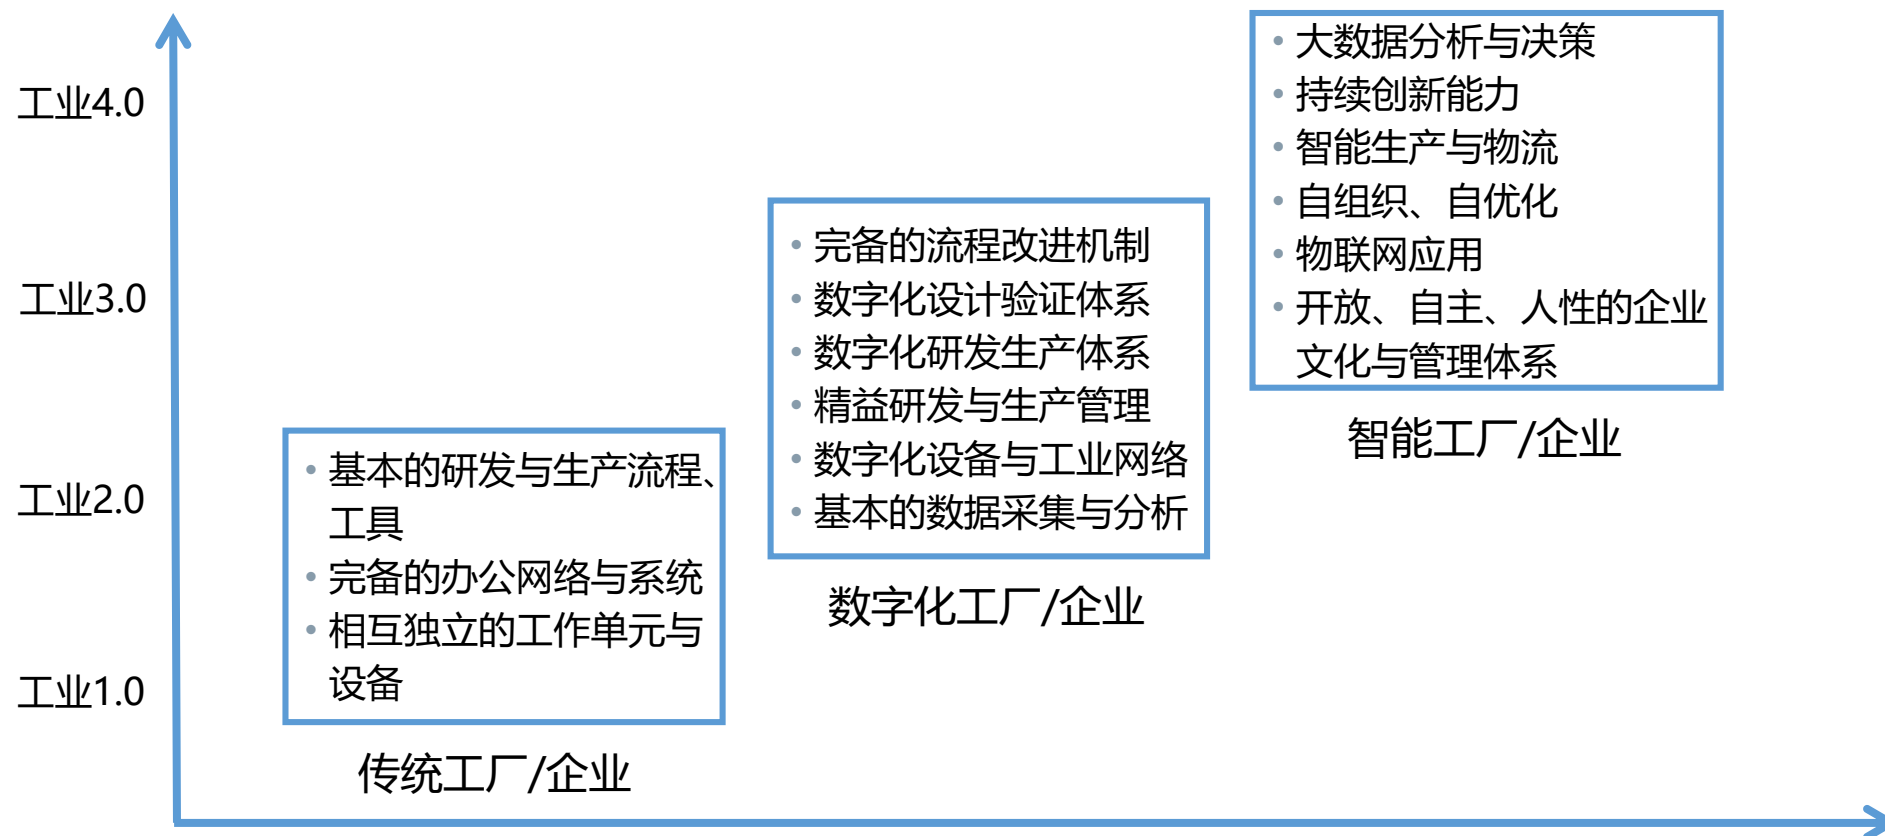 工业4.0
工业3.0
工业2.0
工业1.0
基本的研发与生产流程、
工具
完备的办公网络与系统
相互独立的工作单元与
设备
传统工厂/企业
完备的流程改进机制
数字化设计验证体系
数字化研发生产体系
精益研发与生产管理
数字化设备与工业网络
基本的数据采集与分析
数字化工厂/企业
大数据分析与决策
持续创新能力
智能生产与物流
自组织、自优化
物联网应用
开放、自主、人性的企业
文化与管理体系
智能工厂/企业